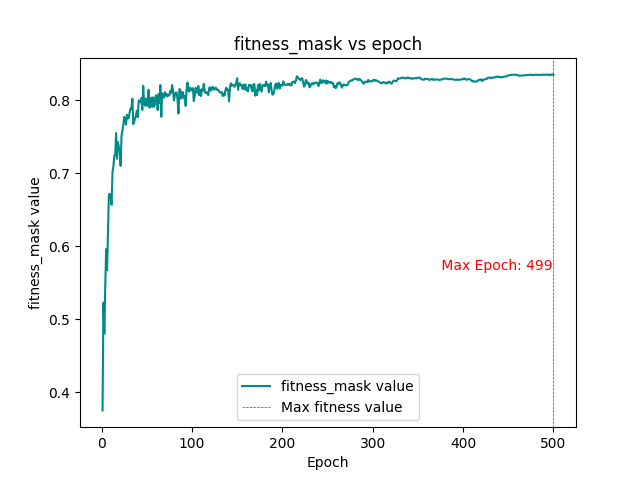 fitness_mask vs epoch
fitness_mask value
0.8
0.7
0.6
0.5
0.4
Max Epoch: 499
fitness_mask value
Max fitness value
0 100 200 300 400 500
Epoch